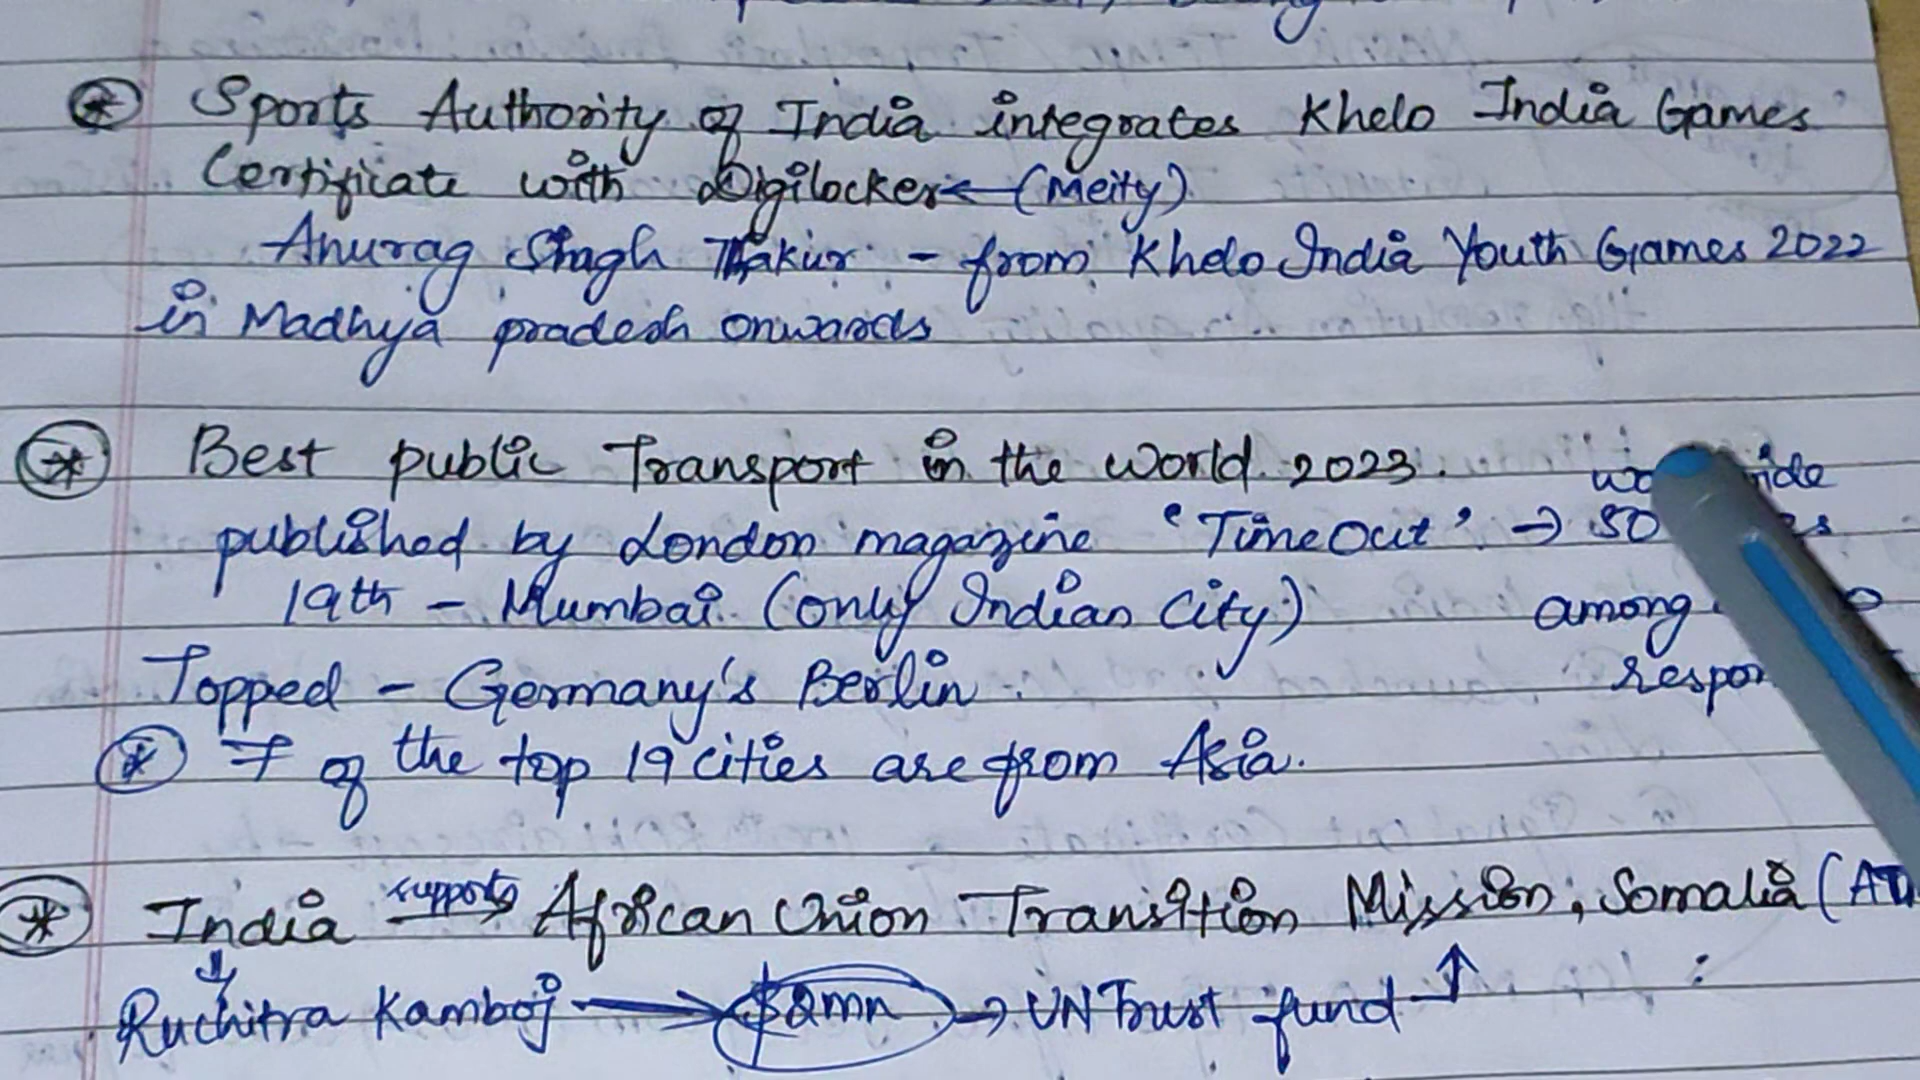 Sports Authority of India integrates Khelo India Games
Certificate with Digilocker ← (Meity)
Anurag Singh Thakur - from Khelo India Youth Games 2022
in Madhya pradesh onwards
Best public Transport in the world 2023.
published by London magazine 'TimeOut' → 50
19th - Mumbai (only Indian City)
among
Topped - Germany's Berlin.
7 of the top 19 cities are from Asia.
India supports African Union Transition Mission, Somalia (AT
Ruchitra Kamboj → $2mn → UN Trust fund